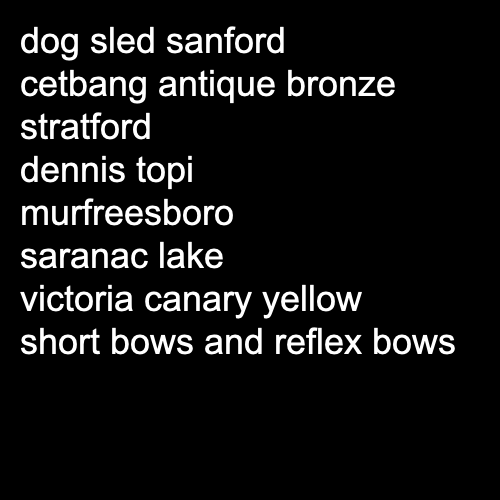 dog sled sanford
cetbang antique bronze
stratford
dennis topi
murfreesboro
saranac lake
victoria canary yellow
short bows and reflex bows